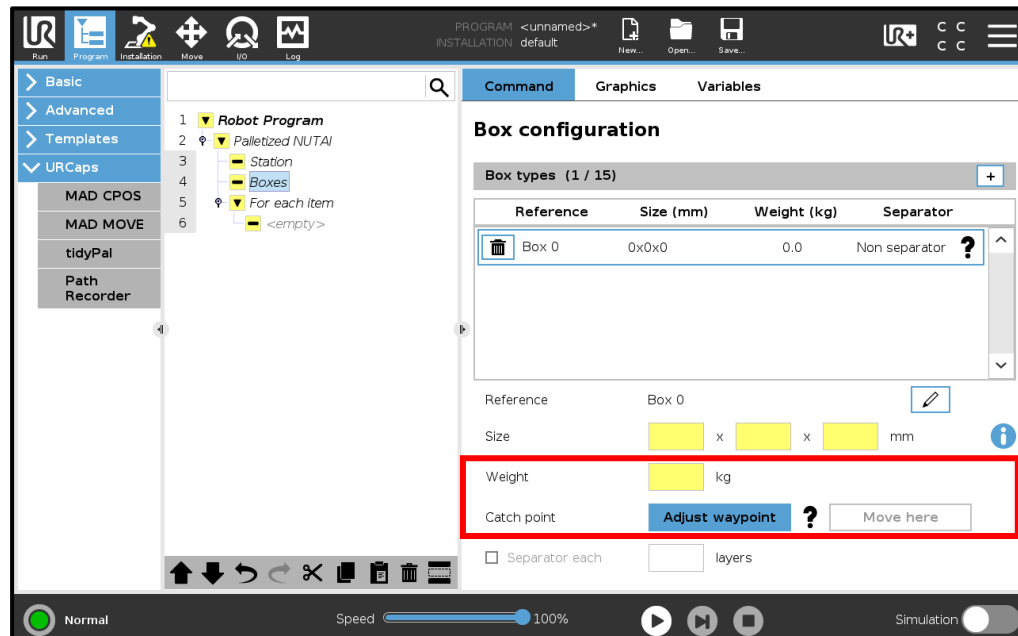 UR
Run
Program
Installation
Move
I/O
Log
PROGRAM <unnamed>*
INSTALLATION default
New...
Open...
Save...
UR+
C C
C C
Basic
Advanced
Templates
URCaps
MAD CPOS
MAD MOVE
tidyPal
Path
Recorder
1 Robot Program
2 Palletized NUTAI
3 Station
4 Boxes
5 For each item
6 <empty>
Command Graphics Variables
Box configuration
Box types (1 / 15) +
Reference Size (mm) Weight (kg) Separator
Box 0 0x0x0 0.0 Non separator ?
Reference Box 0
Size x x mm i
Weight kg
Catch point Adjust waypoint ? Move here
Separator each layers
Normal
Speed 100%
Simulation